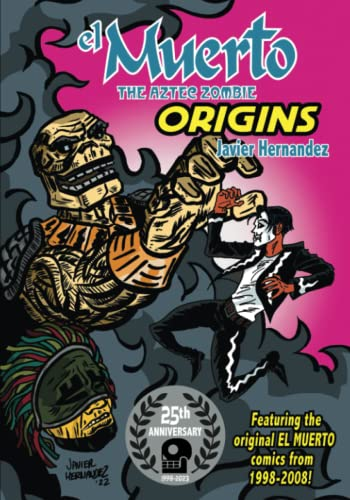 el Muerto
THE AZTEC ZOMBIE
ORIGINS
Javier Hernandez
25th
ANNIVERSARY
1998-2023
JAVIER
HERNANDEZ
'22
Featuring the
original EL MUERTO
comics from
1998-2008!